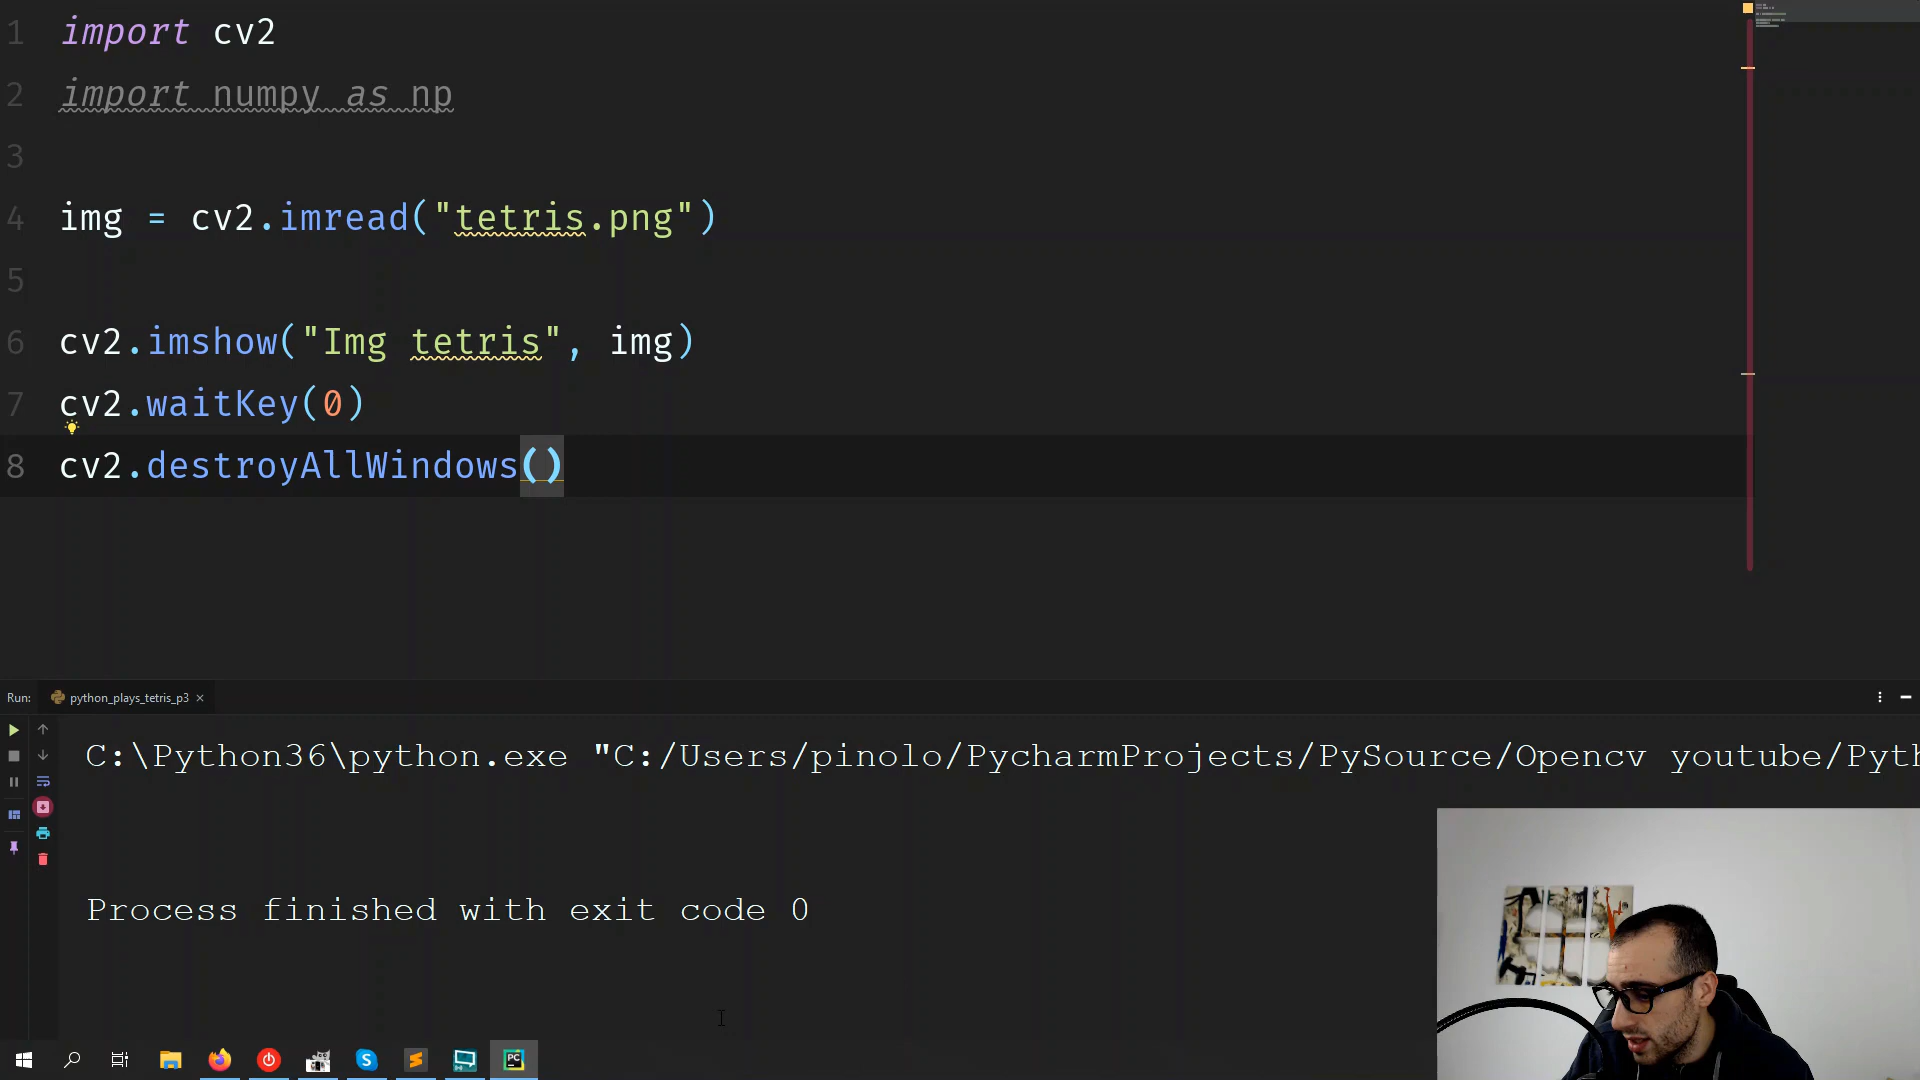 1 import cv2
2 import numpy as np
3
4 img = cv2.imread("tetris.png")
5
6 cv2.imshow("Img tetris", img)
7 cv2.waitKey(0)
8 cv2.destroyAllWindows()
Run: python_plays_tetris_p3
C:\Python36\python.exe "C:/Users/pinolo/PycharmProjects/PySource/Opencv youtube/Pyth
Process finished with exit code 0
S
S
PC